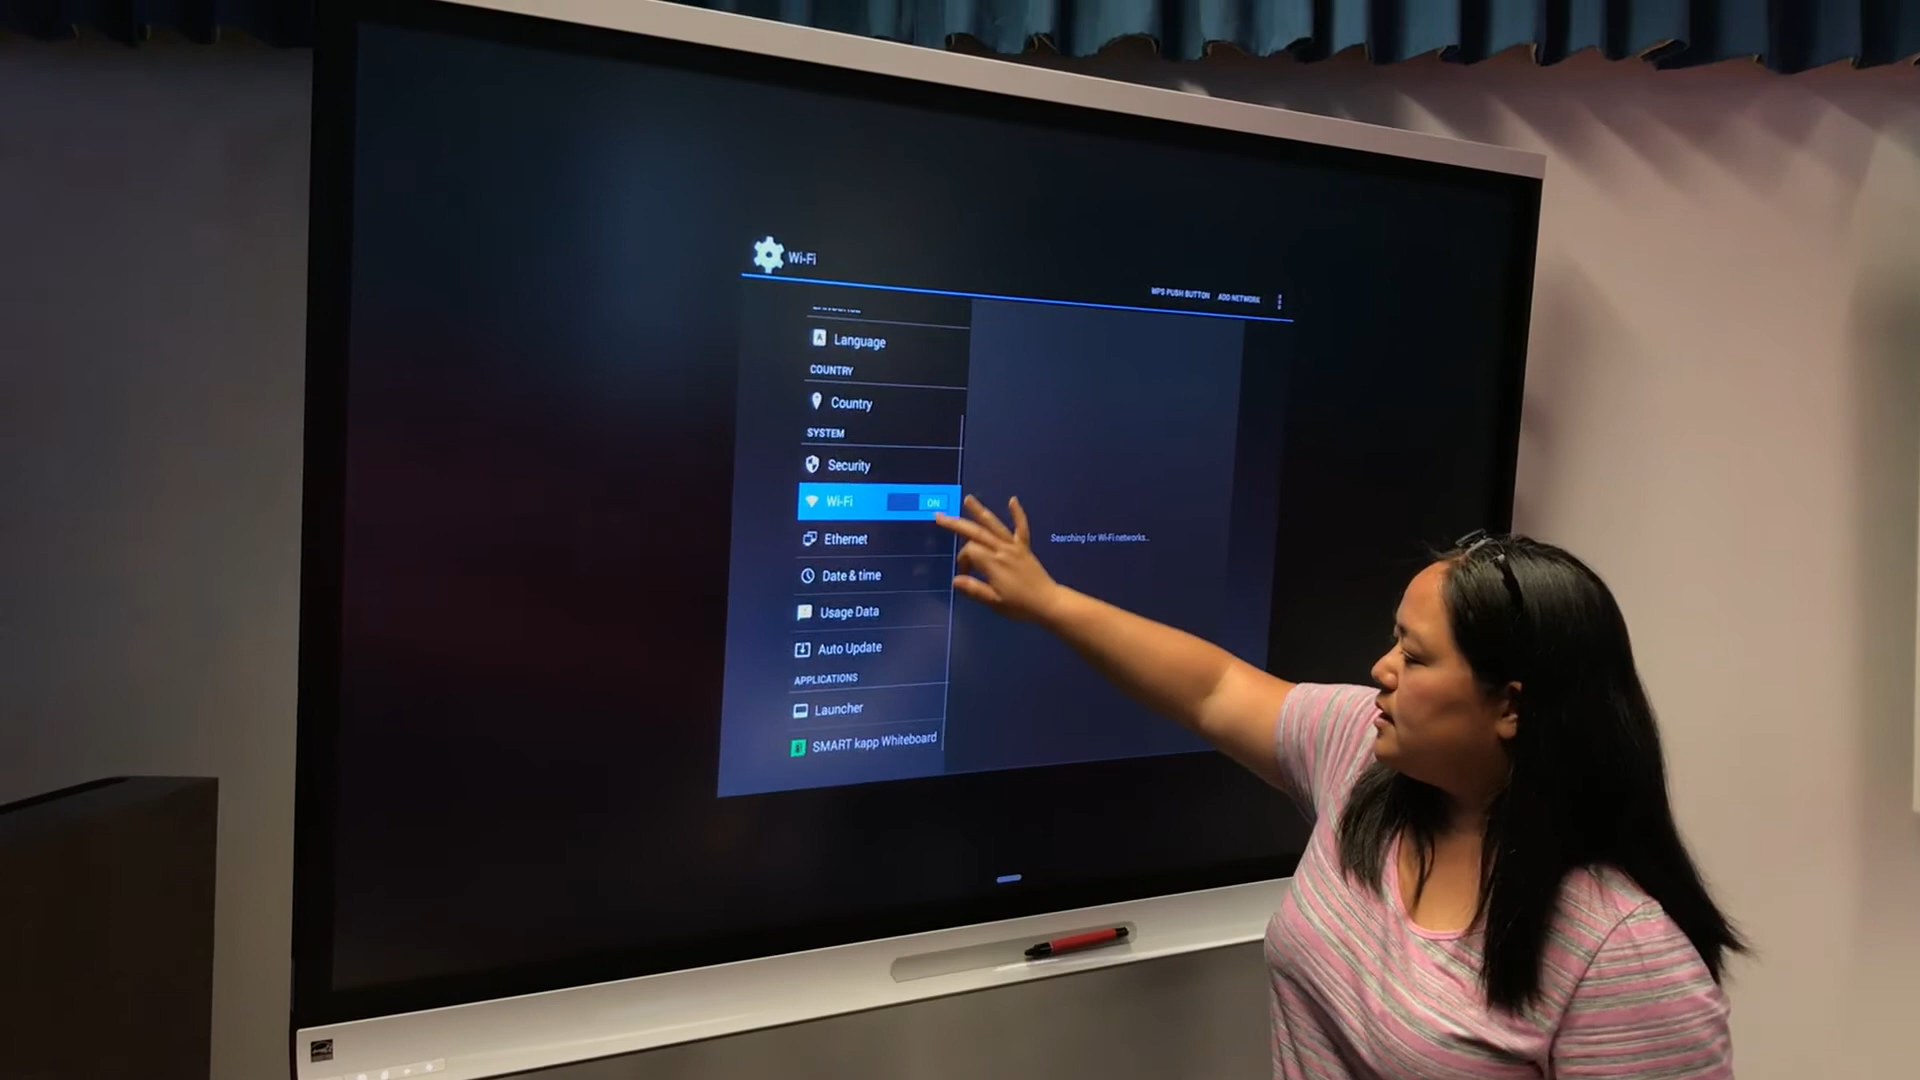 Wi-Fi
WPS PUSH BUTTON ADD NETWORK
Language
COUNTRY
Country
SYSTEM
Security
Wi-Fi ON
Searching for Wi-Fi networks...
Ethernet
Date & time
Usage Data
Auto Update
APPLICATIONS
Launcher
SMART kapp Whiteboard